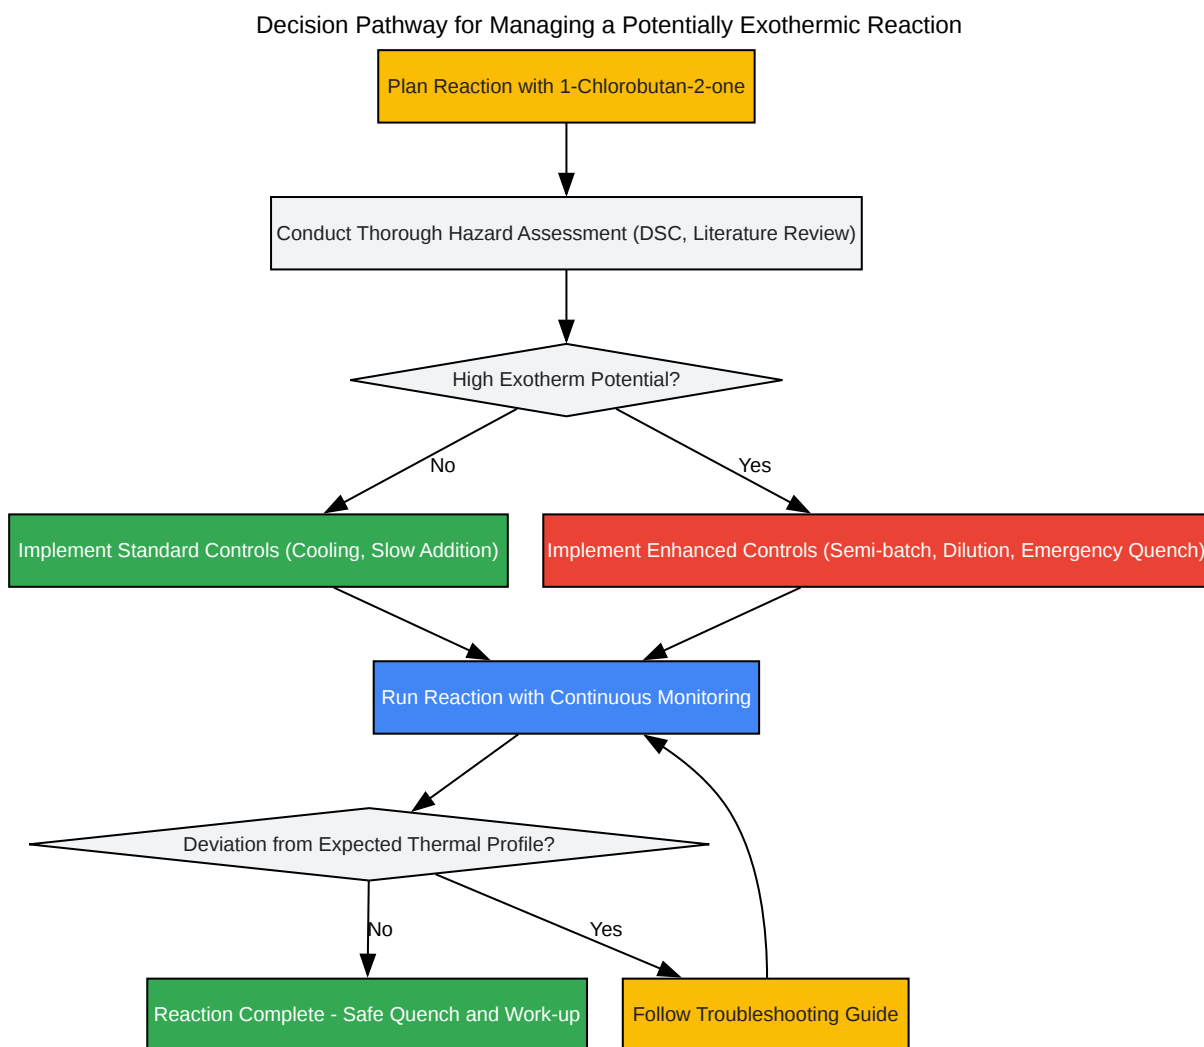 Decision Pathway for Managing a Potentially Exothermic Reaction
Plan Reaction with 1-Chlorobutan-2-one
Conduct Thorough Hazard Assessment (DSC, Literature Review)
High Exotherm Potential?
No
Yes
Implement Standard Controls (Cooling, Slow Addition)
Implement Enhanced Controls (Semi-batch, Dilution, Emergency Quench)
Run Reaction with Continuous Monitoring
Deviation from Expected Thermal Profile?
No
Yes
Reaction Complete - Safe Quench and Work-up
Follow Troubleshooting Guide